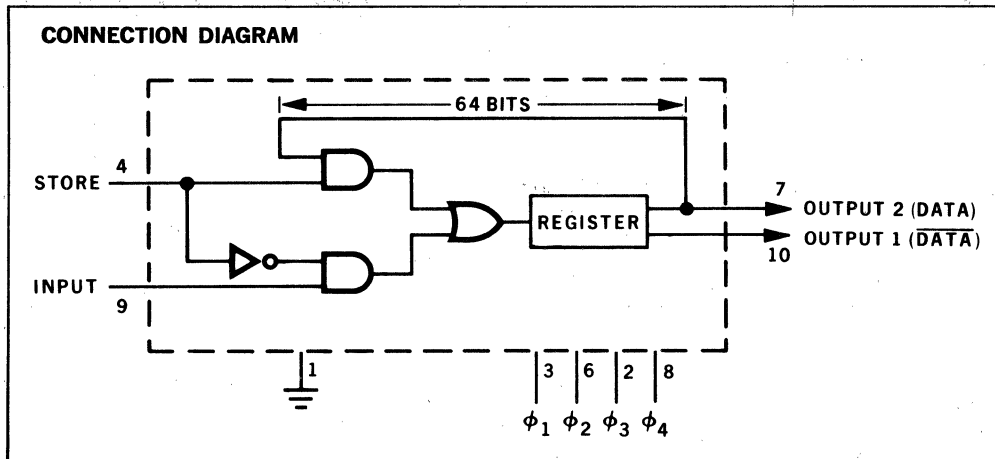 CONNECTION DIAGRAM
64 BITS
4
STORE
7
REGISTER
OUTPUT 2 (DATA)
OUTPUT 1 (D̅A̅T̅A̅)
10
INPUT
9
1
3 6 2 8
ϕ1 ϕ2 ϕ3 ϕ4